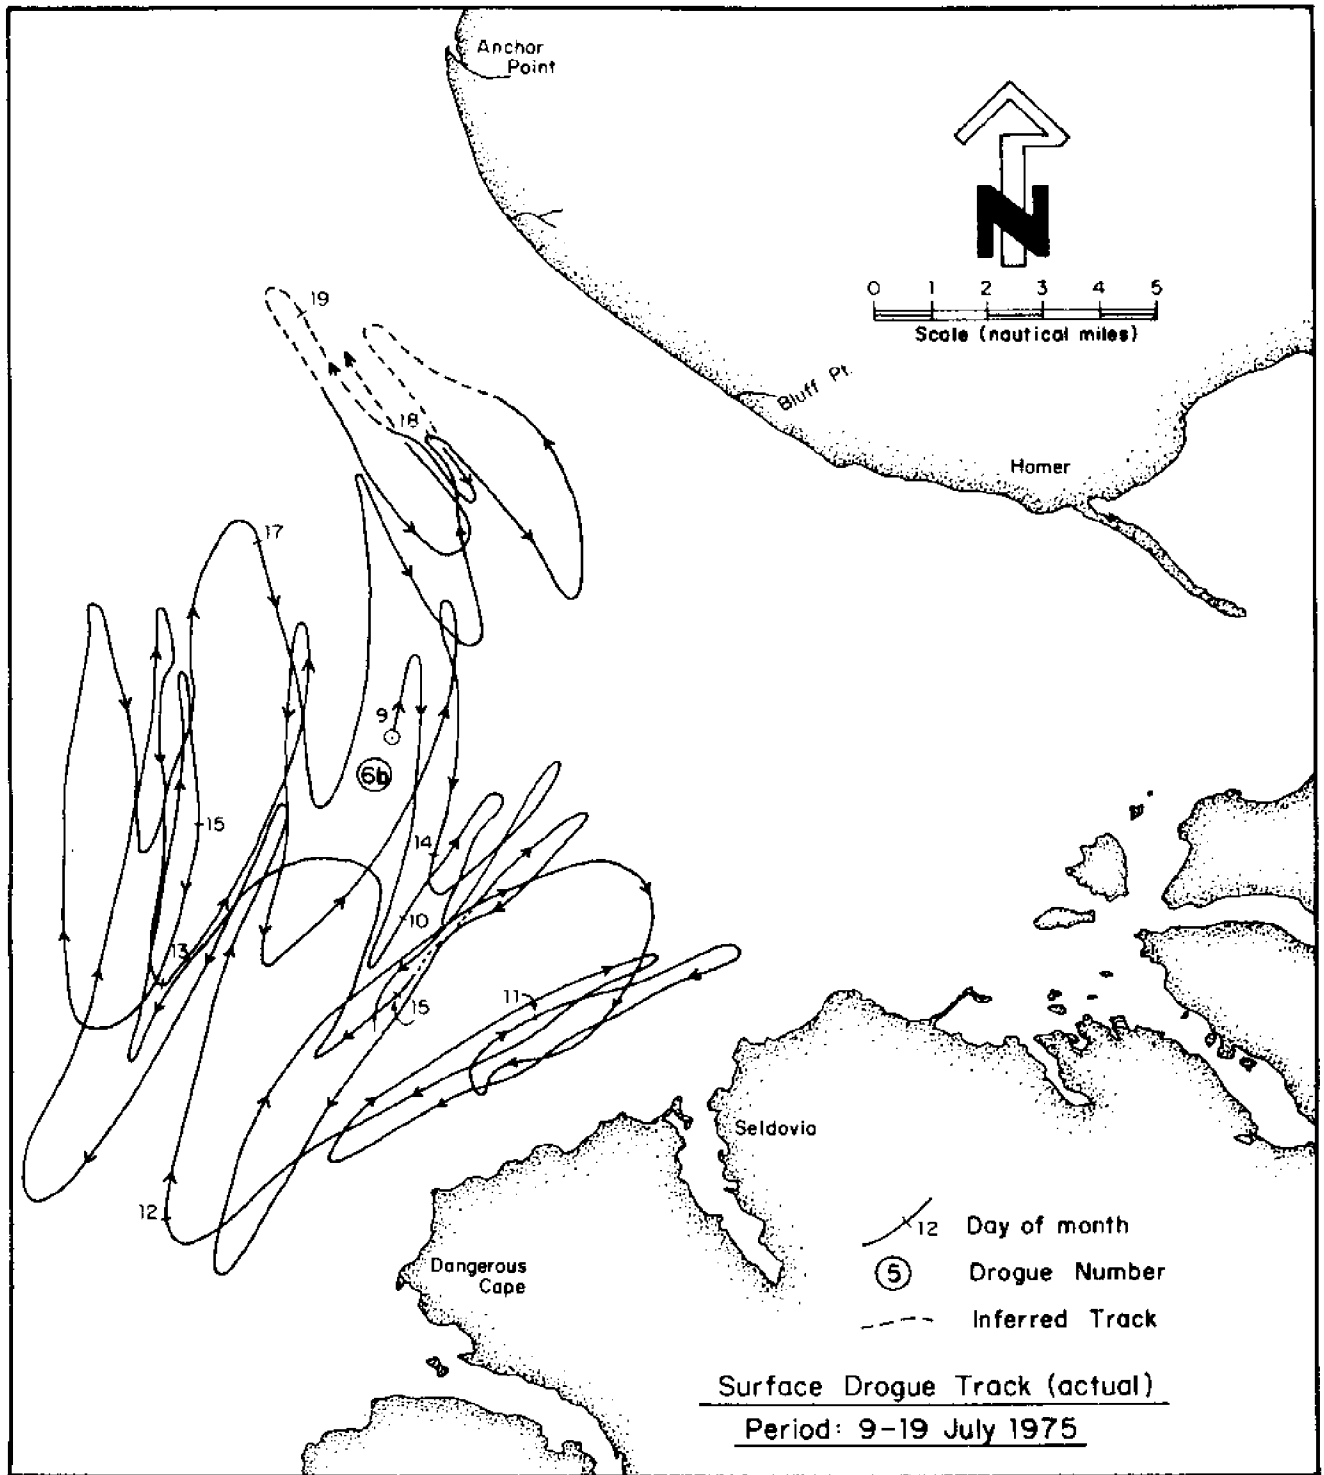 Anchor
Point
N
0 1 2 3 4 5
Scale (nautical miles)
19
Bluff Pt.
18
Homer
17
9
6b
15
14
10
13
11
15
Seldovia
12
12 Day of month
Dangerous
Cape
5 Drogue Number
Inferred Track
Surface Drogue Track (actual)
Period: 9-19 July 1975